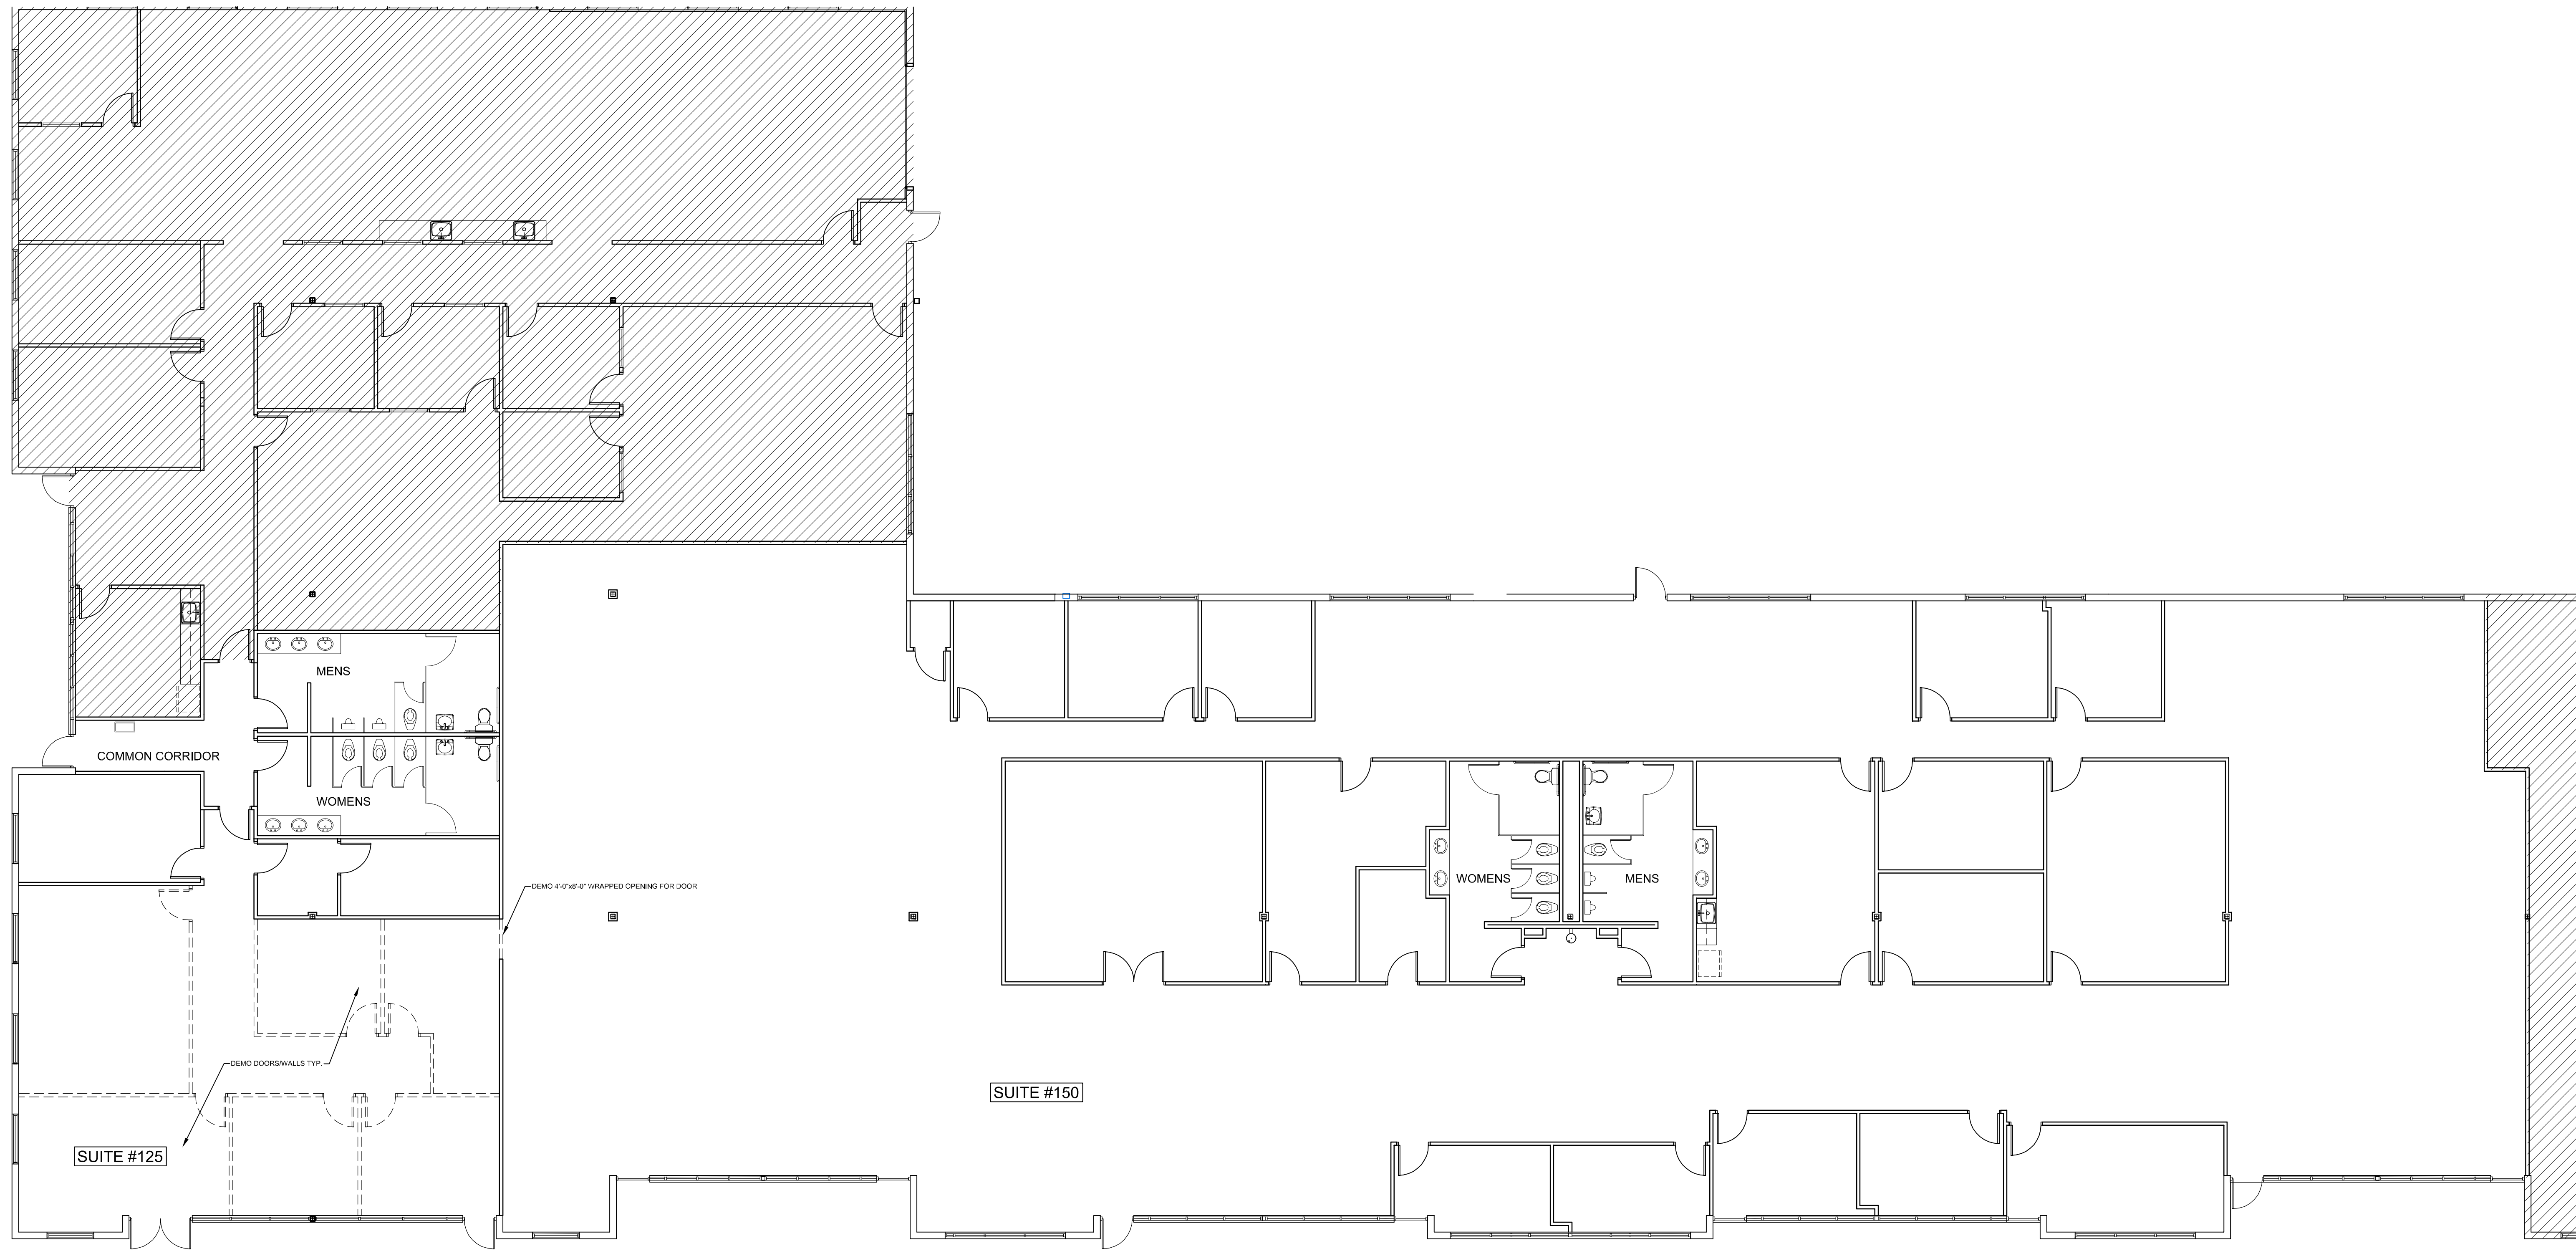 MENS
COMMON CORRIDOR
WOMENS
DEMO 4'-0"x8'-0" WRAPPED OPENING FOR DOOR
WOMENS
MENS
DEMO DOORS/WALLS TYP.
SUITE #150
SUITE #125